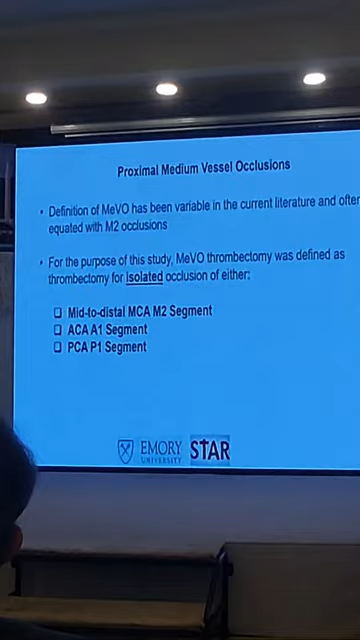 Proximal Medium Vessel Occlusions
• Definition of MeVO has been variable in the current literature and often
equated with M2 occlusions
• For the purpose of this study, MeVO thrombectomy was defined as
thrombectomy for isolated occlusion of either:
❑ Mid-to-distal MCA M2 Segment
❑ ACA A1 Segment
❑ PCA P1 Segment
EMORY
UNIVERSITY
STAR